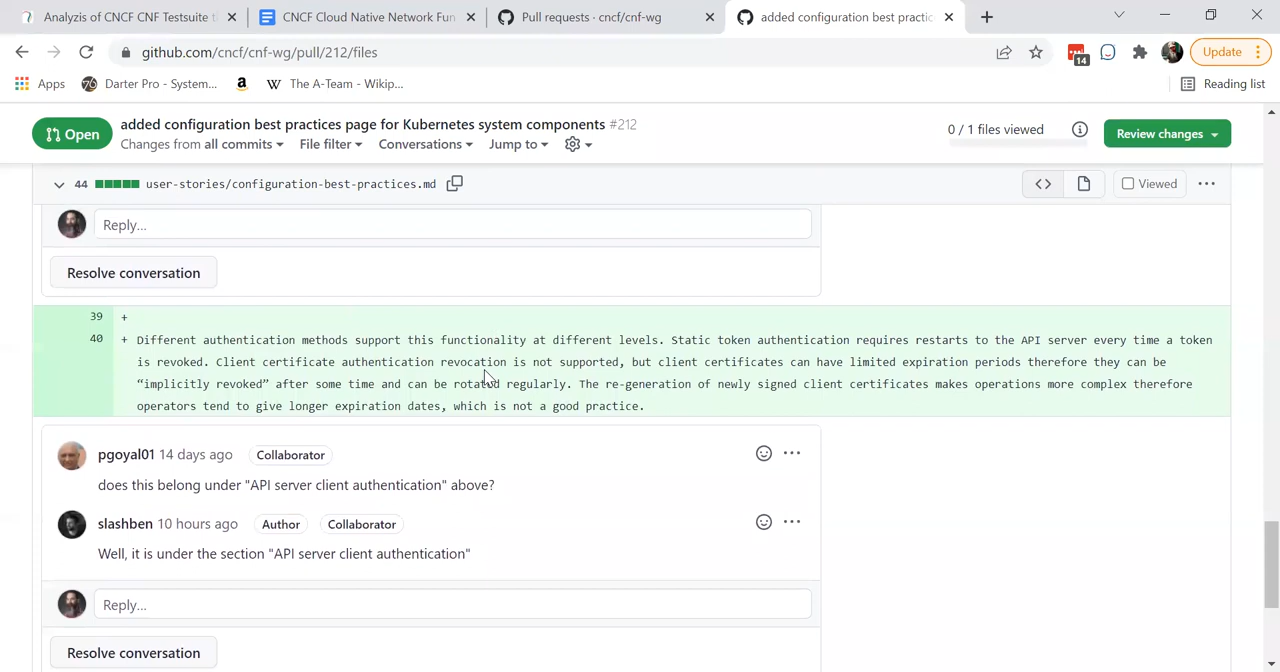 Analyzis of CNCF CNF Testsuite t
CNCF Cloud Native Network Fun
Pull requests · cncf/cnf-wg
added configuration best practic
github.com/cncf/cnf-wg/pull/212/files
14
Update
Apps
76
Darter Pro - System...
a
W
The A-Team - Wikip...
Reading list
Open
added configuration best practices page for Kubernetes system components #212
Changes from all commits
File filter
Conversations
Jump to
0 / 1 files viewed
Review changes
44
user-stories/configuration-best-practices.md
Viewed
Reply...
Resolve conversation
39 +
40 + Different authentication methods support this functionality at different levels. Static token authentication requires restarts to the API server every time a token
is revoked. Client certificate authentication revocation is not supported, but client certificates can have limited expiration periods therefore they can be
“implicitly revoked” after some time and can be rotated regularly. The re-generation of newly signed client certificates makes operations more complex therefore
operators tend to give longer expiration dates, which is not a good practice.
pgoyal01 14 days ago Collaborator
does this belong under "API server client authentication" above?
slashben 10 hours ago Author Collaborator
Well, it is under the section "API server client authentication"
Reply...
Resolve conversation